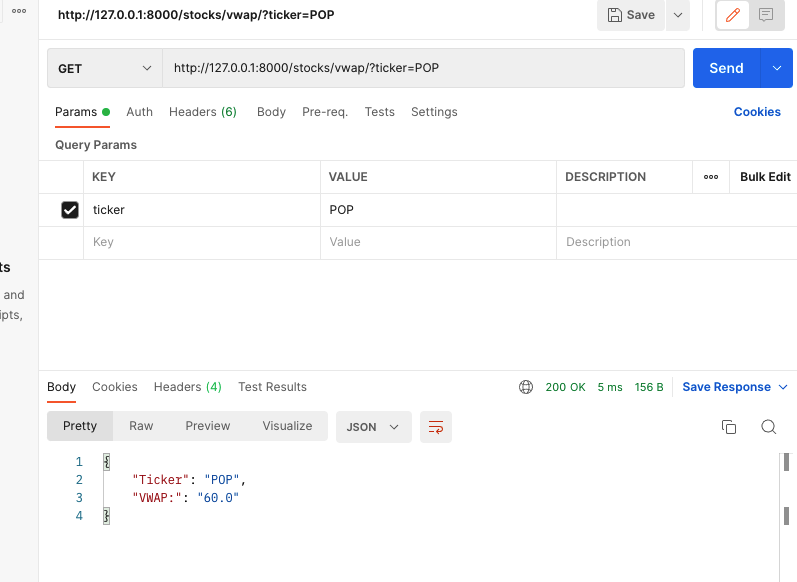 http://127.0.0.1:8000/stocks/vwap/?ticker=POP
Save
GET
http://127.0.0.1:8000/stocks/vwap/?ticker=POP
Send
Params Auth Headers (6) Body Pre-req. Tests Settings Cookies
Query Params
KEY VALUE DESCRIPTION Bulk Edit
ticker POP
Key Value Description
ts
and
ipts,
Body Cookies Headers (4) Test Results 200 OK 5 ms 156 B Save Response
Pretty Raw Preview Visualize JSON
1 {
2 "Ticker": "POP",
3 "VWAP:": "60.0"
4 }